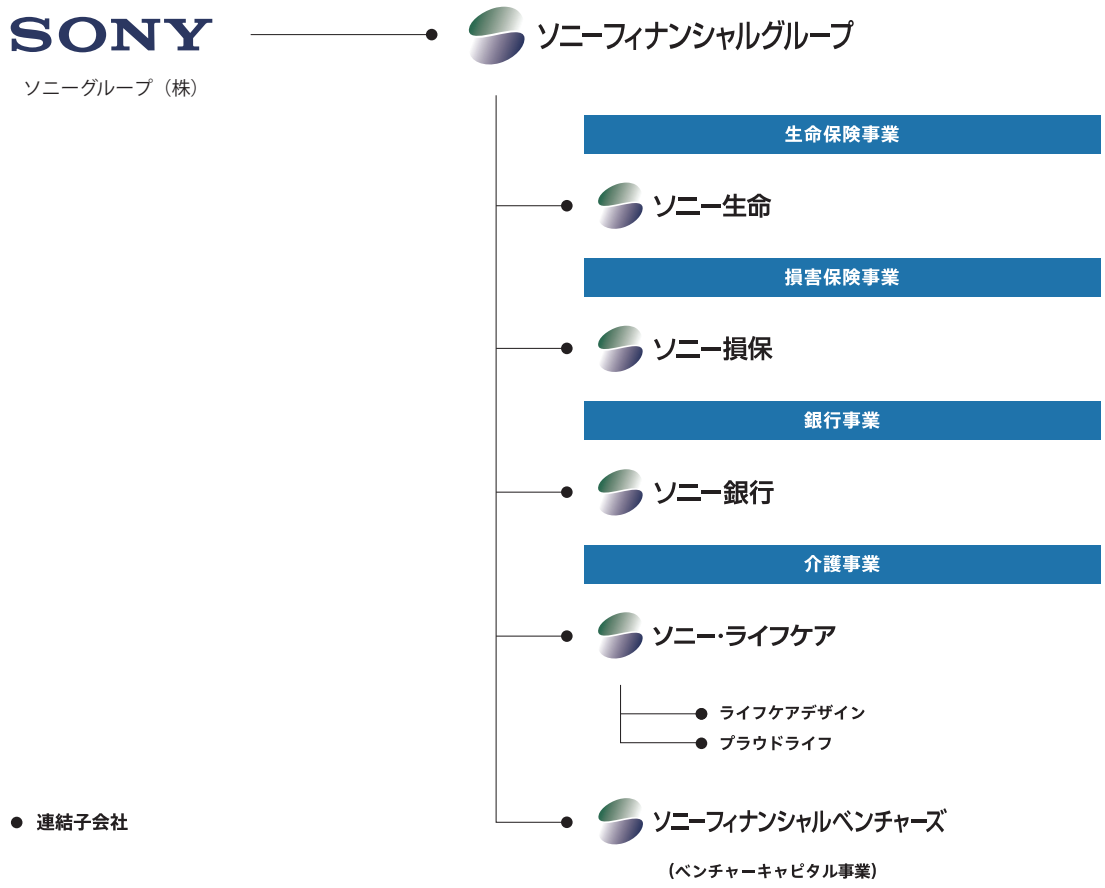 SONY
ソニーグループ（株）
ソニーフィナンシャルグループ
生命保険事業
ソニー生命
損害保険事業
ソニー損保
銀行事業
ソニー銀行
介護事業
ソニー・ライフケア
ライフケアデザイン
プラウドライフ
ソニーフィナンシャルベンチャーズ
(ベンチャーキャピタル事業)
● 連結子会社